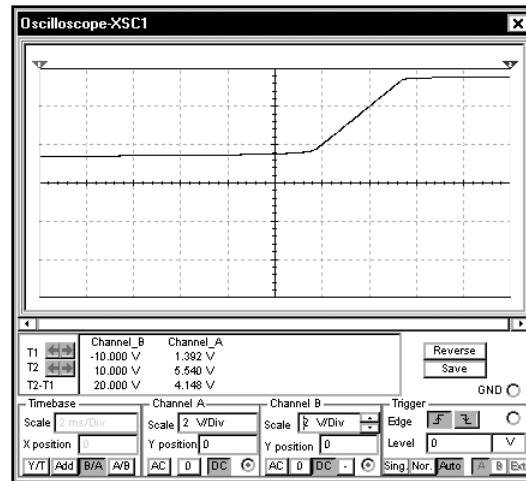 Oscilloscope-XSC1
Channel_B Channel_A
T1 -10.000 V 1.392 V
T2 10.000 V 5.540 V
T2-T1 20.000 V 4.148 V
Reverse
Save
GND
Timebase
Scale 2 ms/Div
X position 0
Y/T Add B/A A/B
Channel A
Scale 2 V/Div
Y position 0
AC 0 DC
Channel B
Scale 2 V/Div
Y position 0
AC 0 DC -
Trigger
Edge
Level 0 V
Sing. Nor. Auto A B Ext